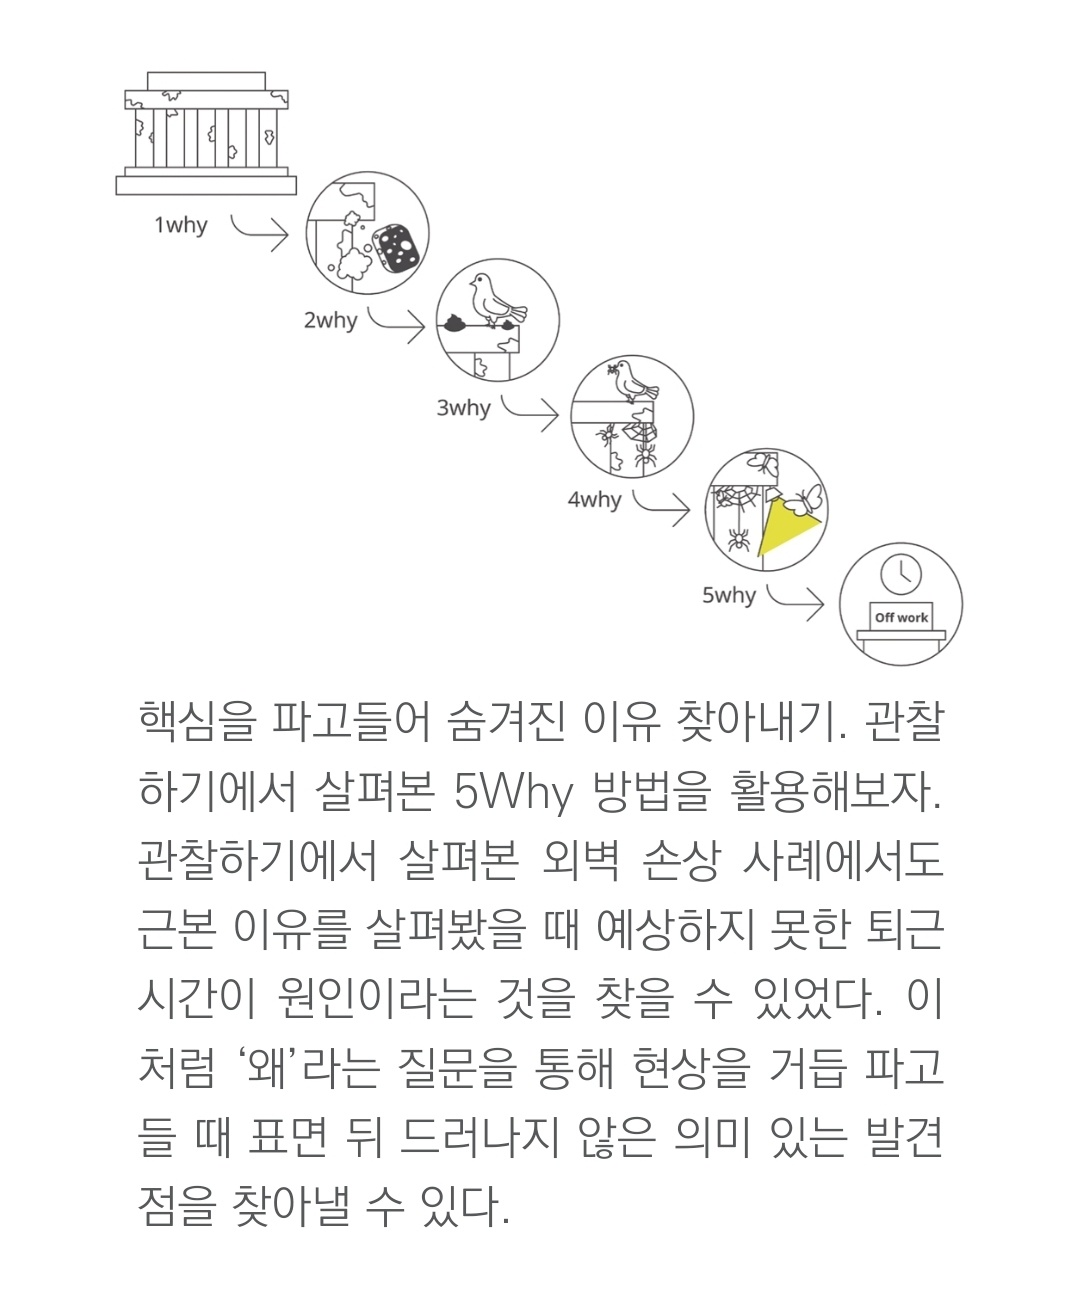 1why
2why
3why
4why
5why
Off work
핵심을 파고들어 숨겨진 이유 찾아내기. 관찰
하기에서 살펴본 5Why 방법을 활용해보자.
관찰하기에서 살펴본 외벽 손상 사례에서도
근본 이유를 살펴봤을 때 예상하지 못한 퇴근
시간이 원인이라는 것을 찾을 수 있었다. 이
처럼 ‘왜’라는 질문을 통해 현상을 거듭 파고
들 때 표면 뒤 드러나지 않은 의미 있는 발견
점을 찾아낼 수 있다.